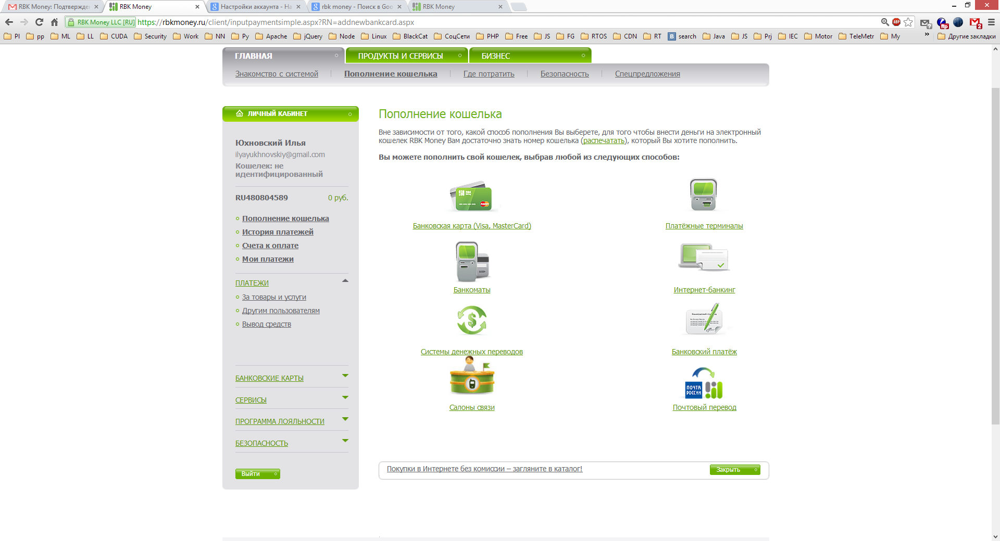 RBK Money: Подтвержде
RBK Money
Настройки аккаунта - На
rbk money - Поиск в Goo
RBK Money
RBK Money LLC [RU]
https://rbkmoney.ru/client/inputpaymentsimple.aspx?RN=addnewbankcard.aspx
PI
pp
ML
LL
CUDA
Security
Work
NN
Py
Apache
jQuery
Node
Linux
BlackCat
СоцСети
PHP
Free
JS
FG
RTOS
CDN
RT
search
Java
JS
Prj
IEC
Motor
TeleMetr
My
»
Другие закладки
ГЛАВНАЯ
ПРОДУКТЫ И СЕРВИСЫ
БИЗНЕС
Знакомство с системой
Пополнение кошелька
Где потратить
Безопасность
Спецпредложения
ЛИЧНЫЙ КАБИНЕТ
Юхновский Илья
ilyayukhnovskiy@gmail.com
Кошелек: не
идентифицированный
RU480804589 0 руб.
Пополнение кошелька
История платежей
Счета к оплате
Мои платежи
ПЛАТЕЖИ
За товары и услуги
Другим пользователям
Вывод средств
БАНКОВСКИЕ КАРТЫ
СЕРВИСЫ
ПРОГРАММА ЛОЯЛЬНОСТИ
БЕЗОПАСНОСТЬ
Выйти
Пополнение кошелька
Вне зависимости от того, какой способ пополнения Вы выберете, для того чтобы внести деньги на электронный
кошелек RBK Money Вам достаточно знать номер кошелька (распечатать), который Вы хотите пополнить.
Вы можете пополнить свой кошелек, выбрав любой из следующих способов:
Банковская карта (Visa, MasterCard)
Платёжные терминалы
Банкоматы
Интернет-банкинг
Системы денежных переводов
Банковский платёж
Салоны связи
ПОЧТА
РОССИИ
Почтовый перевод
Покупки в Интернете без комиссии – загляните в каталог!
Закрыть